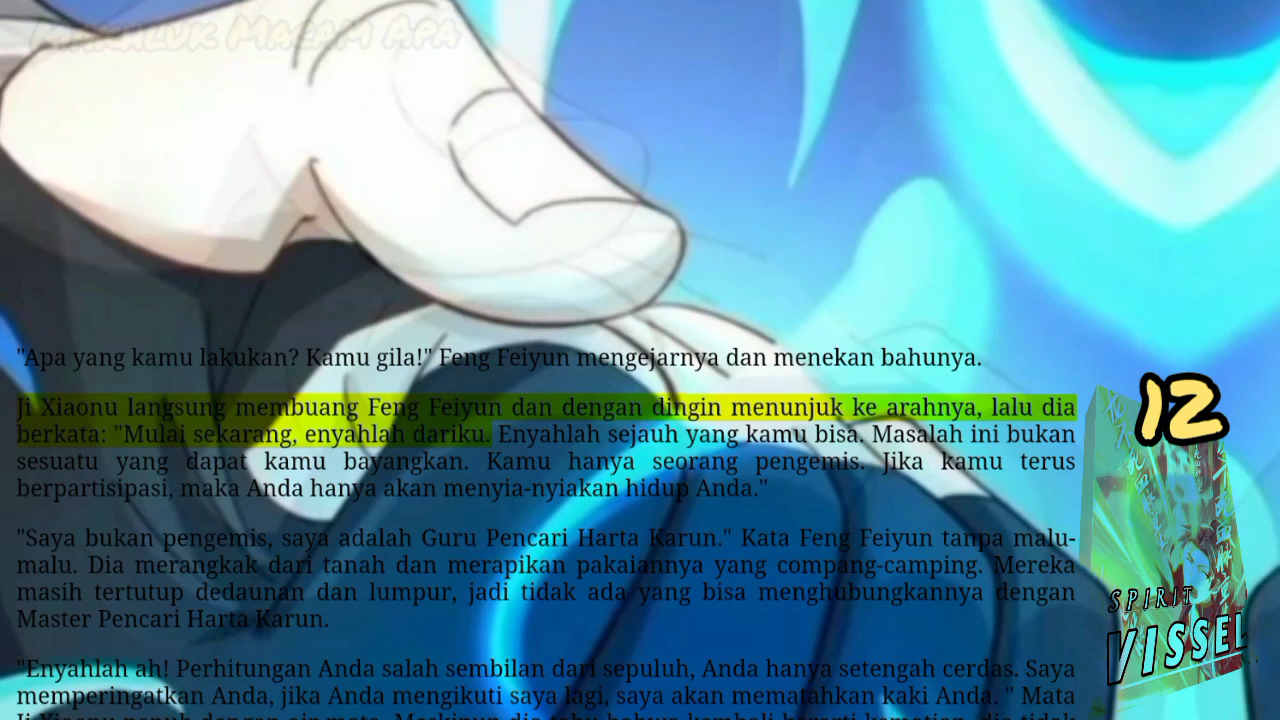 Makhluk Macam Apa
"Apa yang kamu lakukan? Kamu gila!" Feng Feiyun mengejarnya dan menekan bahunya.
Ji Xiaonu langsung membuang Feng Feiyun dan dengan dingin menunjuk ke arahnya, lalu dia
berkata: "Mulai sekarang, enyahlah dariku. Enyahlah sejauh yang kamu bisa. Masalah ini bukan
sesuatu yang dapat kamu bayangkan. Kamu hanya seorang pengemis. Jika kamu terus
berpartisipasi, maka Anda hanya akan menyia-nyiakan hidup Anda."
"Saya bukan pengemis, saya adalah Guru Pencari Harta Karun." Kata Feng Feiyun tanpa malu-
malu. Dia merangkak dari tanah dan merapikan pakaiannya yang compang-camping. Mereka
masih tertutup dedaunan dan lumpur, jadi tidak ada yang bisa menghubungkannya dengan
Master Pencari Harta Karun.
"Enyahlah ah! Perhitungan Anda salah sembilan dari sepuluh, Anda hanya setengah cerdas. Saya
memperingatkan Anda, jika Anda mengikuti saya lagi, saya akan mematahkan kaki Anda. " Mata
12
SPIRIT
VISSEL